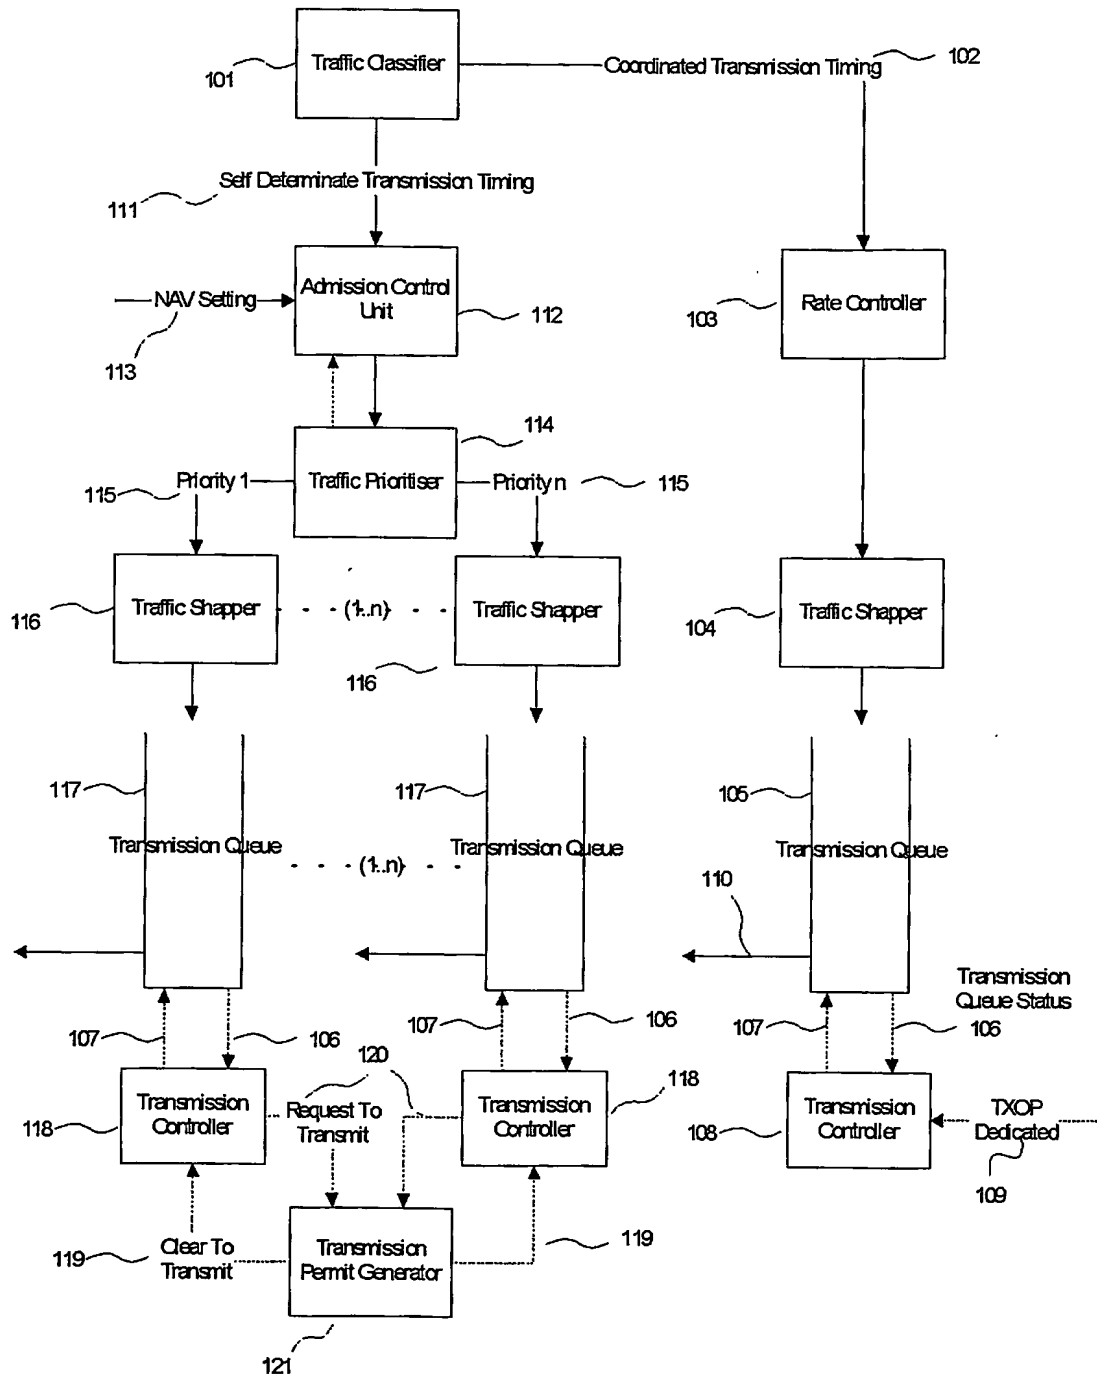 Traffic Classifier
101
Coordinated Transmission Timing
102
Self Determinate Transmission Timing
111
NAV Setting
113
Admission Control
Unit
112
Rate Controller
103
114
Traffic Prioritiser
Priority 1
115
Priority n
115
Traffic Shapper
116
(1..n)
Traffic Shapper
116
Traffic Shapper
104
117
Transmission Queue
(1..n)
117
Transmission Queue
105
Transmission Queue
110
Transmission
Queue Status
107
106
107
106
107
106
Transmission
Controller
118
120
Request To
Transmit
Transmission
Controller
118
Transmission
Controller
108
TXOP
Dedicated
109
119
Clear To
Transmit
Transmission
Permit Generator
119
121